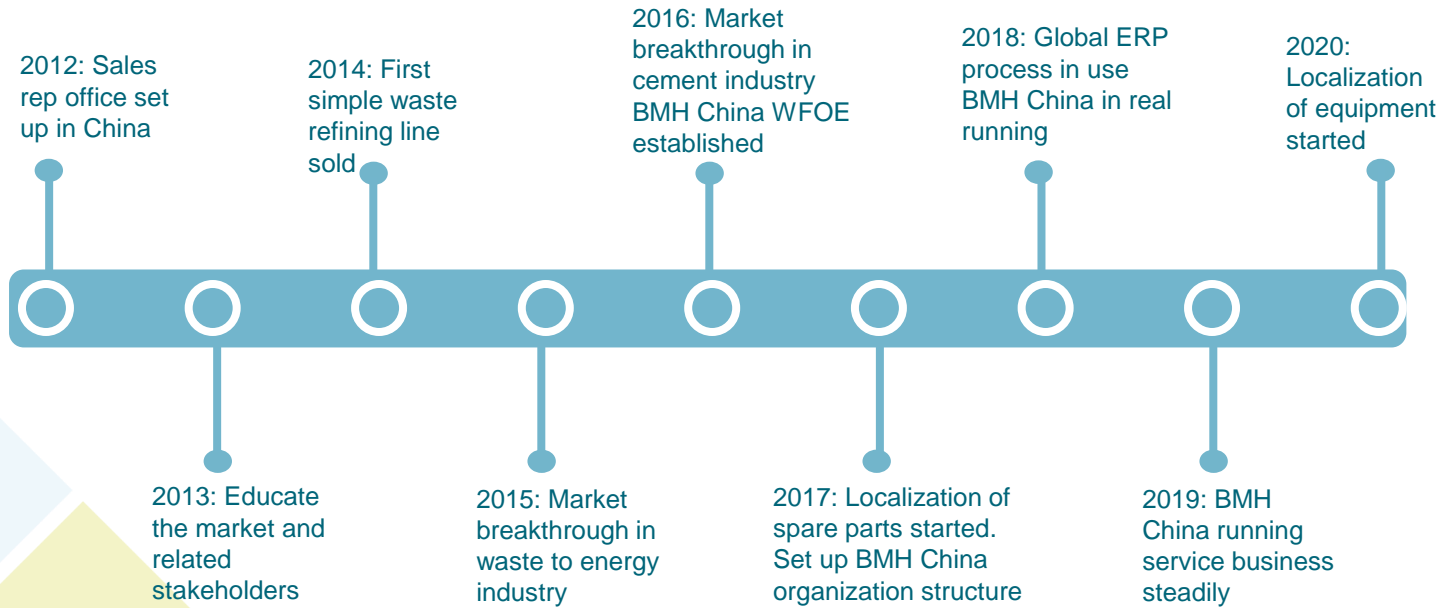 2012: Sales
rep office set
up in China
2013: Educate
the market and
related
stakeholders
2014: First
simple waste
refining line
sold
2015: Market
breakthrough in
waste to energy
industry
2016: Market
breakthrough in
cement industry
BMH China WFOE
established
2017: Localization of
spare parts started.
Set up BMH China
organization structure
2018: Global ERP
process in use
BMH China in real
running
2019: BMH
China running
service business
steadily
2020:
Localization
of equipment
started